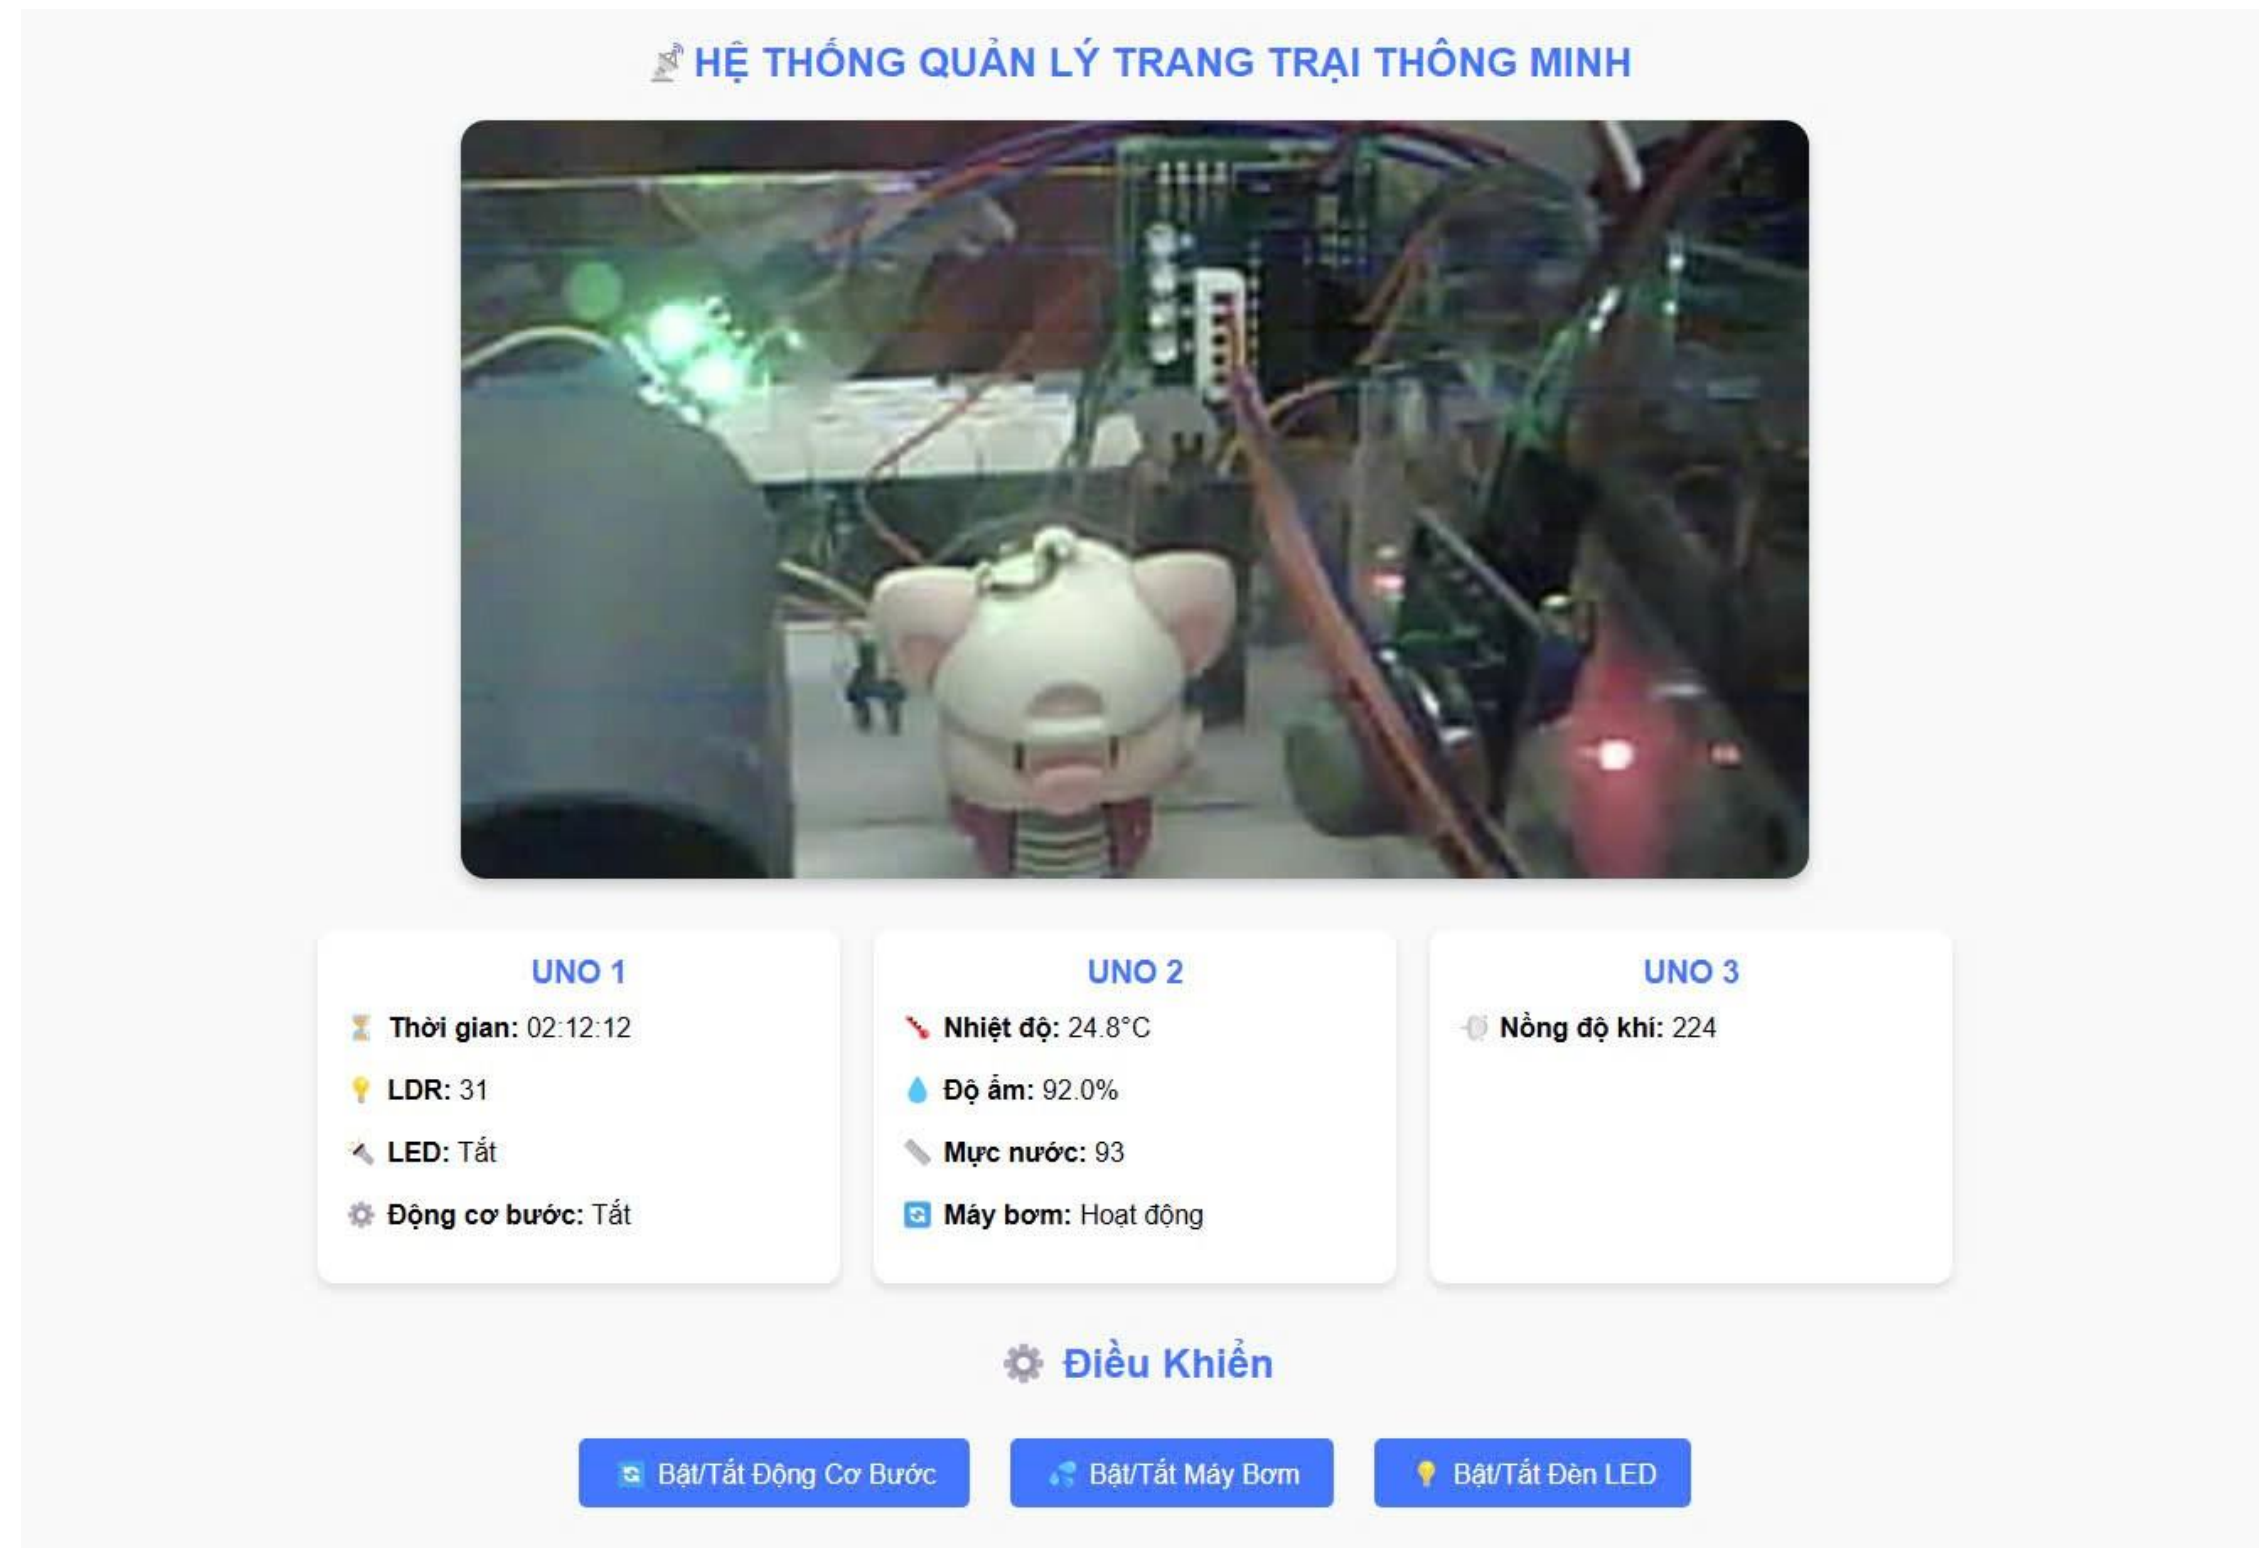 HỆ THỐNG QUẢN LÝ TRANG TRẠI THÔNG MINH
UNO 1
Thời gian: 02:12:12
LDR: 31
LED: Tắt
Động cơ bước: Tắt
UNO 2
Nhiệt độ: 24.8°C
Độ ẩm: 92.0%
Mực nước: 93
Máy bơm: Hoạt động
UNO 3
Nồng độ khí: 224
Điều Khiển
Bật/Tắt Động Cơ Bước
Bật/Tắt Máy Bơm
Bật/Tắt Đèn LED